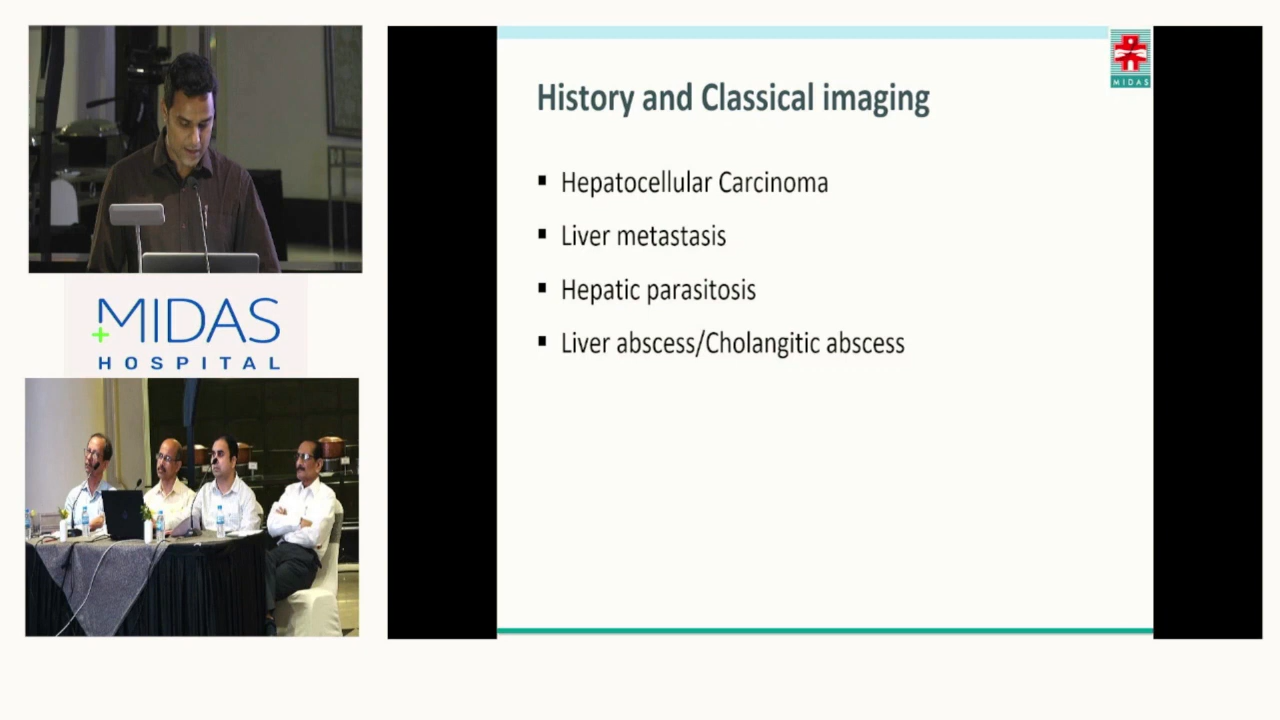 MIDAS
HOSPITAL
MIDAS
History and Classical imaging
▪ Hepatocellular Carcinoma
▪ Liver metastasis
▪ Hepatic parasitosis
▪ Liver abscess/Cholangitic abscess